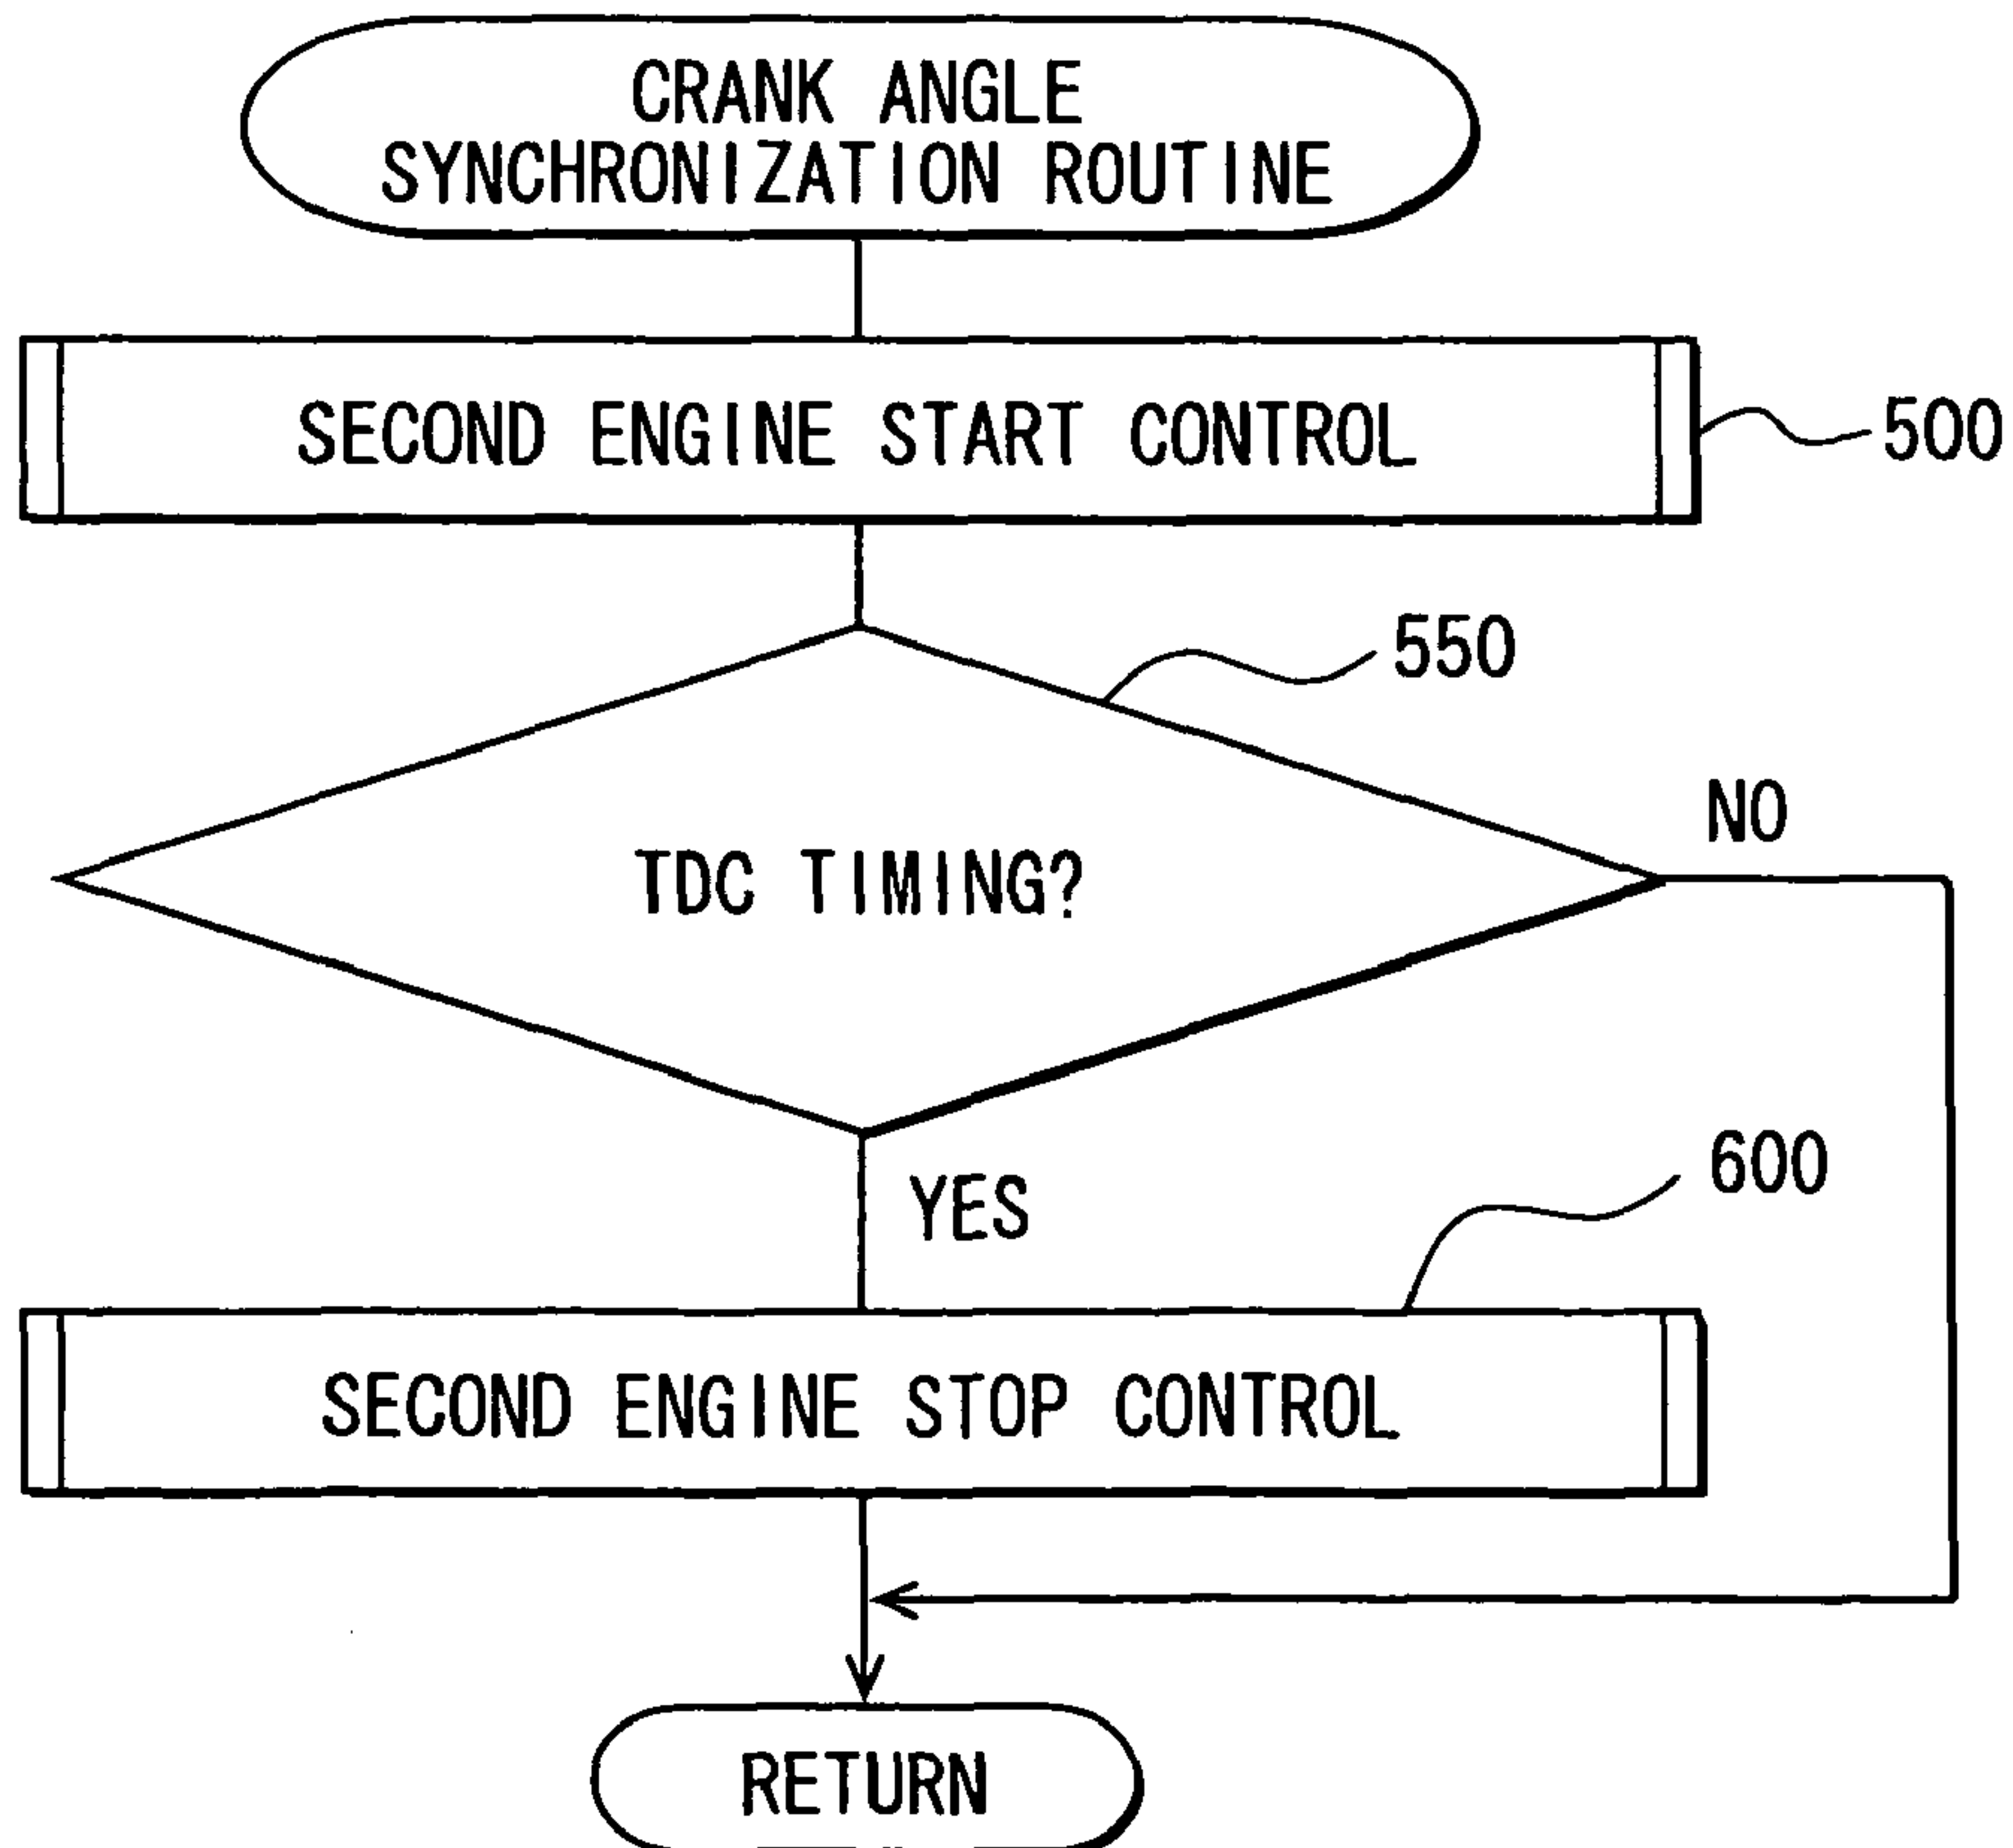 CRANK ANGLE
SYNCHRONIZATION ROUTINE
SECOND ENGINE START CONTROL
500
550
TDC TIMING?
NO
YES
600
SECOND ENGINE STOP CONTROL
RETURN